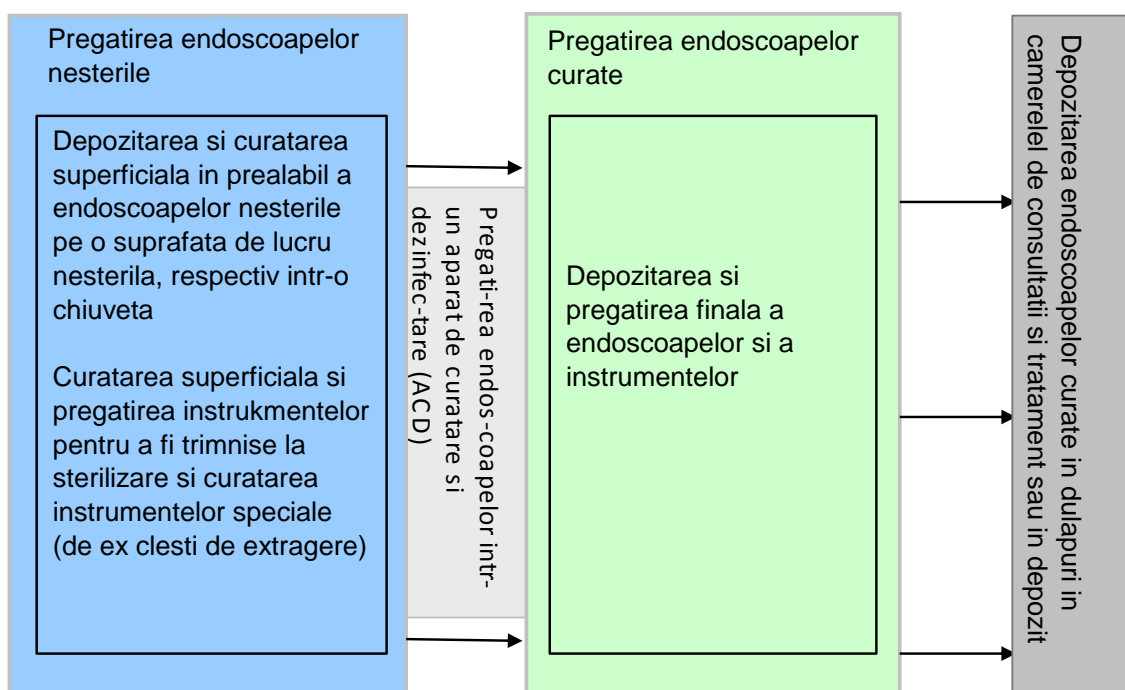 Pregatirea endoscoapelor
nesterile
Depozitarea si curatarea
superficiala in prealabil a
endoscoapelor nesterile
pe o suprafata de lucru
nesterila, respectiv intr-o
chiuveta
Curatarea superficiala si
pregatirea instrukmentelor
pentru a fi trimnise la
sterilizare si curatarea
instrumentelor speciale
(de ex clesti de extragere)
Pregati-rea endos-coapelor intr-
un aparat de curatare si
dezinfec-tare (ACD)
Pregatirea endoscoapelor
curate
Depozitarea si
pregatirea finala a
endoscoapelor si a
instrumentelor
Depozitarea endoscoapelor curate in dulapuri in
camerelel de consultatii si tratament sau in depozit